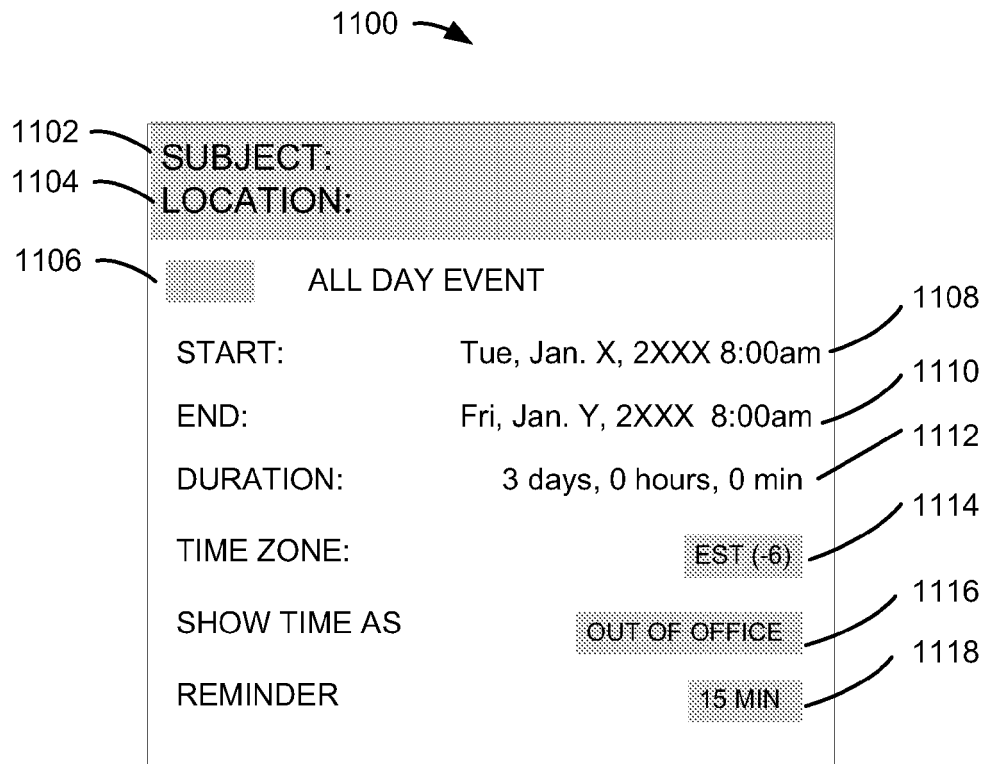 1100
1102
SUBJECT:
1104
LOCATION:
1106
ALL DAY EVENT
1108
START: Tue, Jan. X, 2XXX 8:00am
1110
END: Fri, Jan. Y, 2XXX 8:00am
1112
DURATION: 3 days, 0 hours, 0 min
1114
TIME ZONE: EST (-6)
1116
SHOW TIME AS OUT OF OFFICE
1118
REMINDER 15 MIN